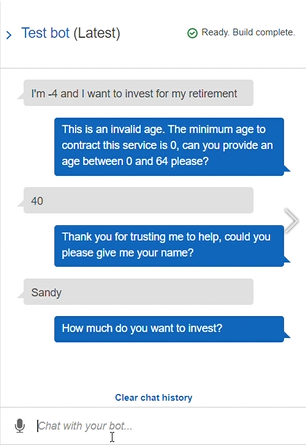 Test bot (Latest)
Ready. Build complete.
I'm -4 and I want to invest for my retirement
This is an invalid age. The minimum age to
contract this service is 0, can you provide an
age between 0 and 64 please?
40
Thank you for trusting me to help, could you
please give me your name?
Sandy
How much do you want to invest?
Clear chat history
Chat with your bot...